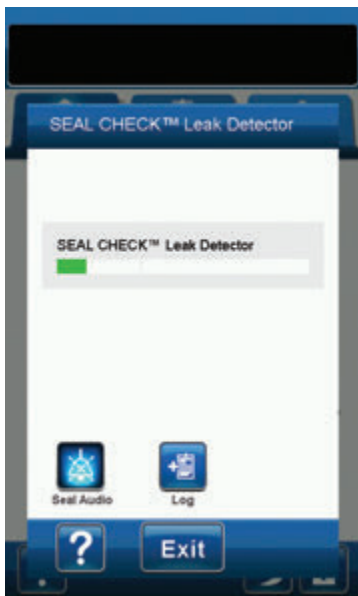 SEAL CHECK™ Leak Detector
SEAL CHECK™ Leak Detector
Seal Audio
Log
?
Exit